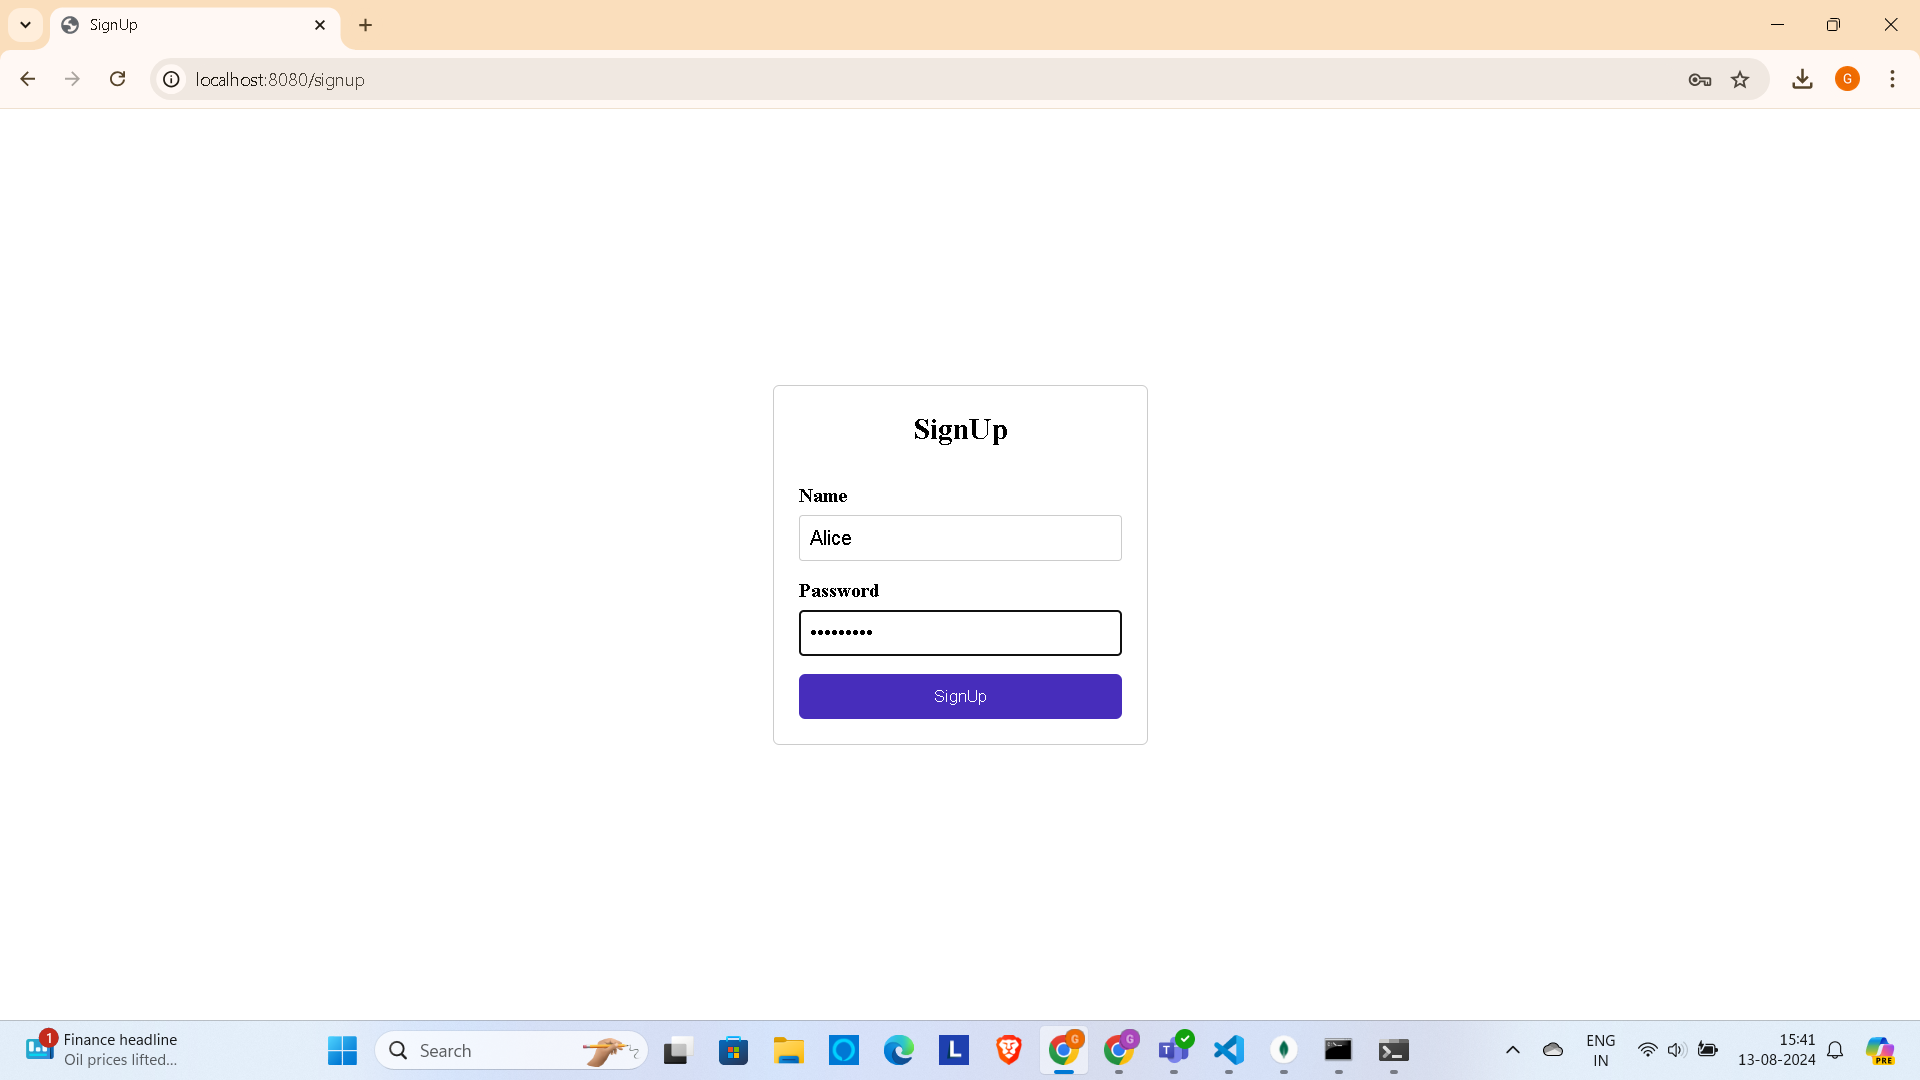 SignUp
localhost:8080/signup
G
SignUp
Name
Alice
Password
•••••••••
SignUp
1
Finance headline
Oil prices lifted...
Search
L
G
G
T
ENG
IN
15:41
13-08-2024
PRE